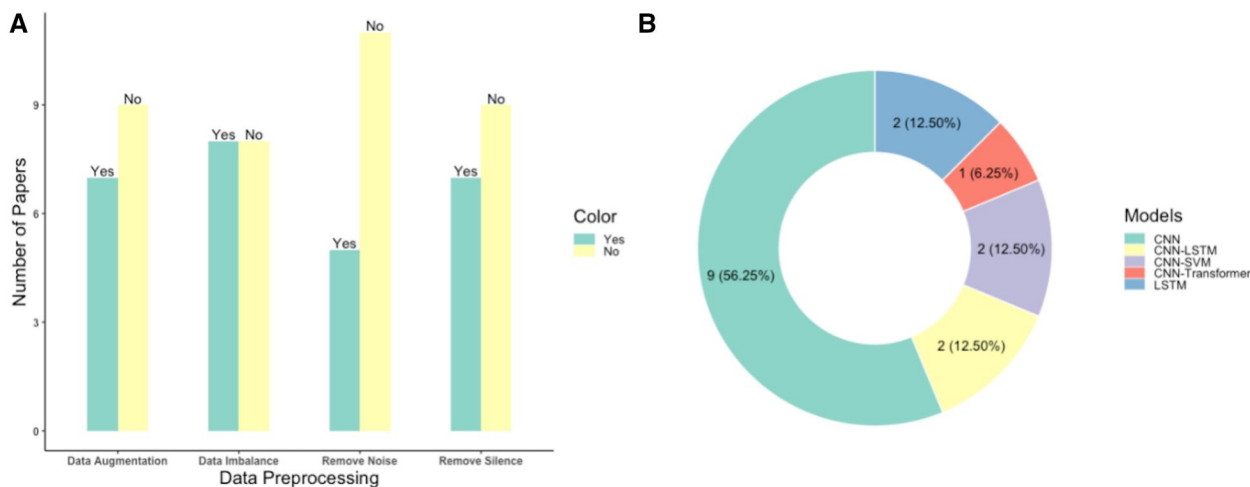 A
Number of Papers
9
6
3
0
Yes
No
Yes
No
Yes
No
Yes
No
Data Augmentation
Data Imbalance
Remove Noise
Remove Silence
Data Preprocessing
Color
Yes
No
B
2 (12.50%)
1 (6.25%)
2 (12.50%)
9 (56.25%)
2 (12.50%)
Models
CNN
CNN-LSTM
CNN-SVM
CNN-Transformer
LSTM